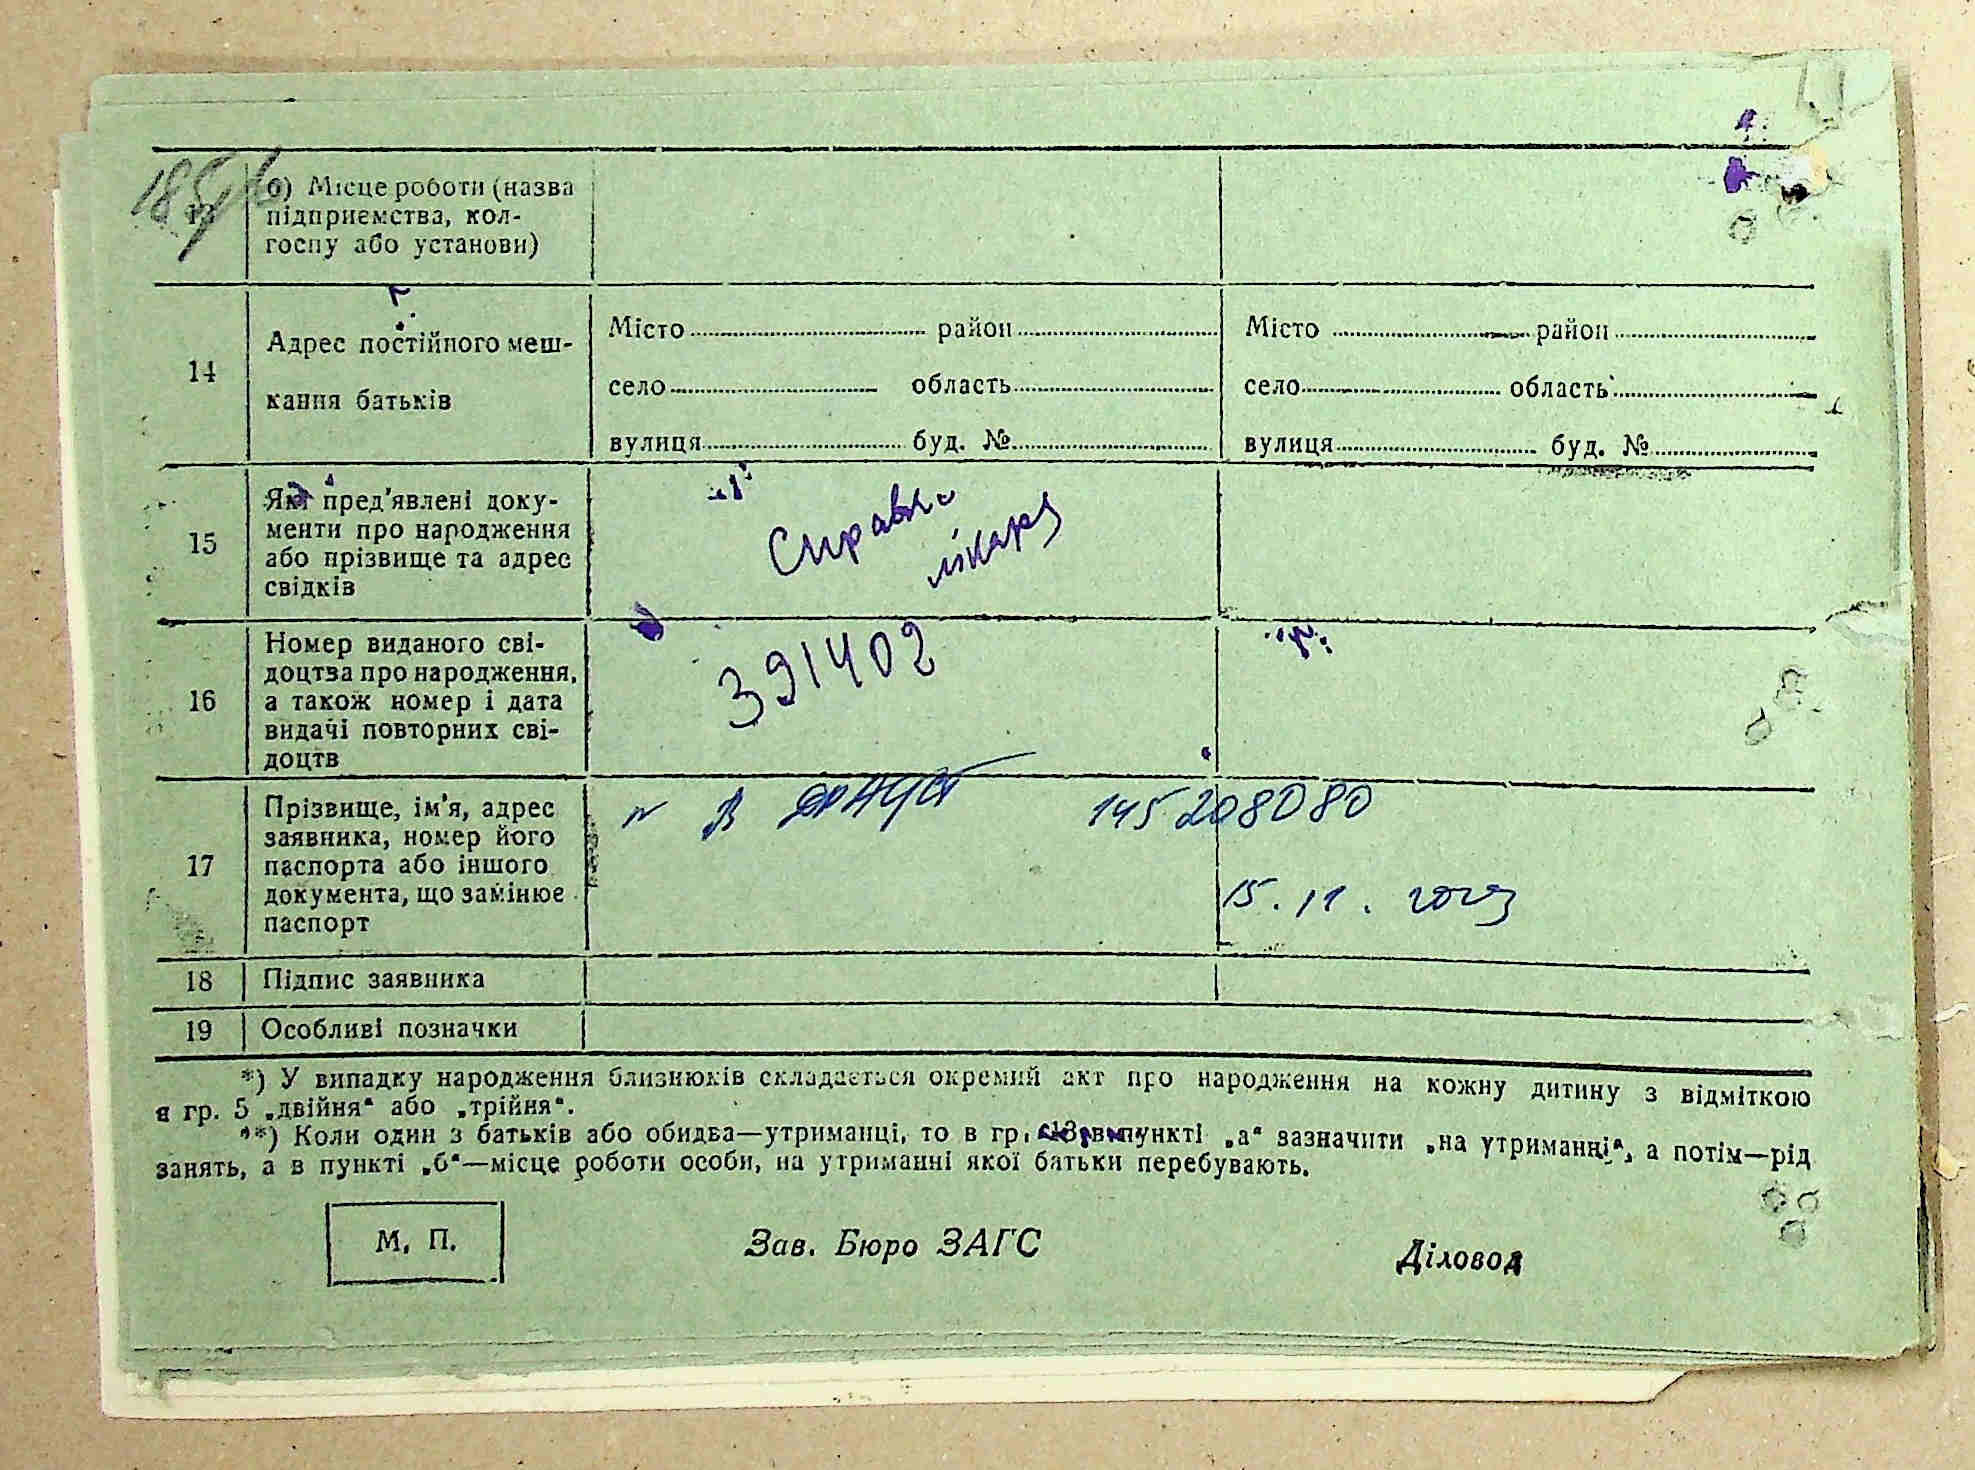 13
б) Місце роботи (назва
підприємства, кол-
госпу або установи)
14
Адрес постійного меш-
кання батьків
Місто район
село область
вулиця буд. №
Місто район
село область
вулиця буд. №
15
Які пред'явлені доку-
менти про народження
або прізвище та адрес
свідків
Справка
лікаря
16
Номер виданого сві-
доцтва про народження,
а також номер і дата
видачі повторних сві-
доцтв
391402
17
Прізвище, ім'я, адрес
заявника, номер його
паспорта або іншого
документа, що замінює
паспорт
145208080
15.11.2023
18
Підпис заявника
19
Особливі позначки
*) У випадку народження близнюків складається окремий акт про народження на кожну дитину з відміткою
в гр. 5 „двійня“ або „трійня“.
**) Коли один з батьків або обидва—утриманці, то в гр. 13 в пункті „а“ зазначити „на утриманні“, а потім—рід
занять, а в пункті „б“—місце роботи особи, на утриманні якої батьки перебувають.
М. П.
Зав. Бюро ЗАГС
Діловод